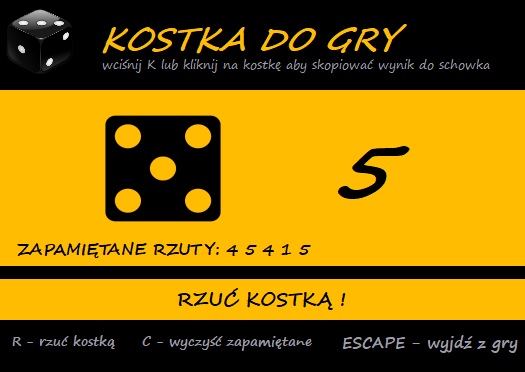 KOSTKA DO GRY
wciśnij K lub kliknij na kostkę aby skopiować wynik do schowka
5
ZAPAMIĘTANE RZUTY: 4 5 4 1 5
RZUĆ KOSTKĄ !
R - rzuć kostką C - wyczyść zapamiętane ESCAPE - wyjdź z gry